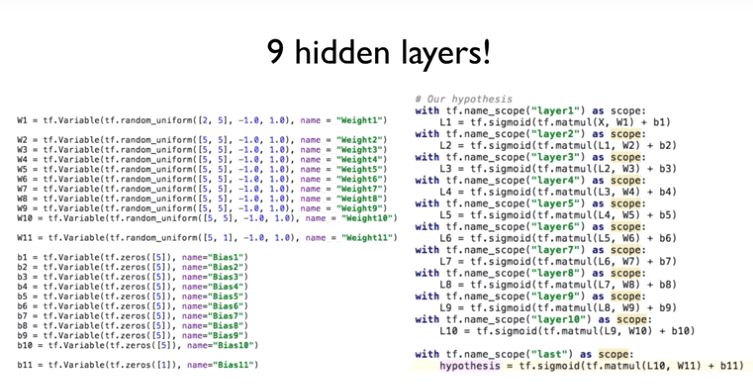 9 hidden layers!
W1 = tf.Variable(tf.random_uniform([2, 5], -1.0, 1.0), name = "Weight1")
W2 = tf.Variable(tf.random_uniform([5, 5], -1.0, 1.0), name = "Weight2")
W3 = tf.Variable(tf.random_uniform([5, 5], -1.0, 1.0), name = "Weight3")
W4 = tf.Variable(tf.random_uniform([5, 5], -1.0, 1.0), name = "Weight4")
W5 = tf.Variable(tf.random_uniform([5, 5], -1.0, 1.0), name = "Weight5")
W6 = tf.Variable(tf.random_uniform([5, 5], -1.0, 1.0), name = "Weight6")
W7 = tf.Variable(tf.random_uniform([5, 5], -1.0, 1.0), name = "Weight7")
W8 = tf.Variable(tf.random_uniform([5, 5], -1.0, 1.0), name = "Weight8")
W9 = tf.Variable(tf.random_uniform([5, 5], -1.0, 1.0), name = "Weight9")
W10 = tf.Variable(tf.random_uniform([5, 5], -1.0, 1.0), name = "Weight10")
W11 = tf.Variable(tf.random_uniform([5, 1], -1.0, 1.0), name = "Weight11")
b1 = tf.Variable(tf.zeros([5]), name="Bias1")
b2 = tf.Variable(tf.zeros([5]), name="Bias2")
b3 = tf.Variable(tf.zeros([5]), name="Bias3")
b4 = tf.Variable(tf.zeros([5]), name="Bias4")
b5 = tf.Variable(tf.zeros([5]), name="Bias5")
b6 = tf.Variable(tf.zeros([5]), name="Bias6")
b7 = tf.Variable(tf.zeros([5]), name="Bias7")
b8 = tf.Variable(tf.zeros([5]), name="Bias8")
b9 = tf.Variable(tf.zeros([5]), name="Bias9")
b10 = tf.Variable(tf.zeros([5]), name="Bias10")
b11 = tf.Variable(tf.zeros([1]), name="Bias11")
# Our hypothesis
with tf.name_scope("layer1") as scope:
L1 = tf.sigmoid(tf.matmul(X, W1) + b1)
with tf.name_scope("layer2") as scope:
L2 = tf.sigmoid(tf.matmul(L1, W2) + b2)
with tf.name_scope("layer3") as scope:
L3 = tf.sigmoid(tf.matmul(L2, W3) + b3)
with tf.name_scope("layer4") as scope:
L4 = tf.sigmoid(tf.matmul(L3, W4) + b4)
with tf.name_scope("layer5") as scope:
L5 = tf.sigmoid(tf.matmul(L4, W5) + b5)
with tf.name_scope("layer6") as scope:
L6 = tf.sigmoid(tf.matmul(L5, W6) + b6)
with tf.name_scope("layer7") as scope:
L7 = tf.sigmoid(tf.matmul(L6, W7) + b7)
with tf.name_scope("layer8") as scope:
L8 = tf.sigmoid(tf.matmul(L7, W8) + b8)
with tf.name_scope("layer9") as scope:
L9 = tf.sigmoid(tf.matmul(L8, W9) + b9)
with tf.name_scope("layer10") as scope:
L10 = tf.sigmoid(tf.matmul(L9, W10) + b10)
with tf.name_scope("last") as scope:
hypothesis = tf.sigmoid(tf.matmul(L10, W11) + b11)